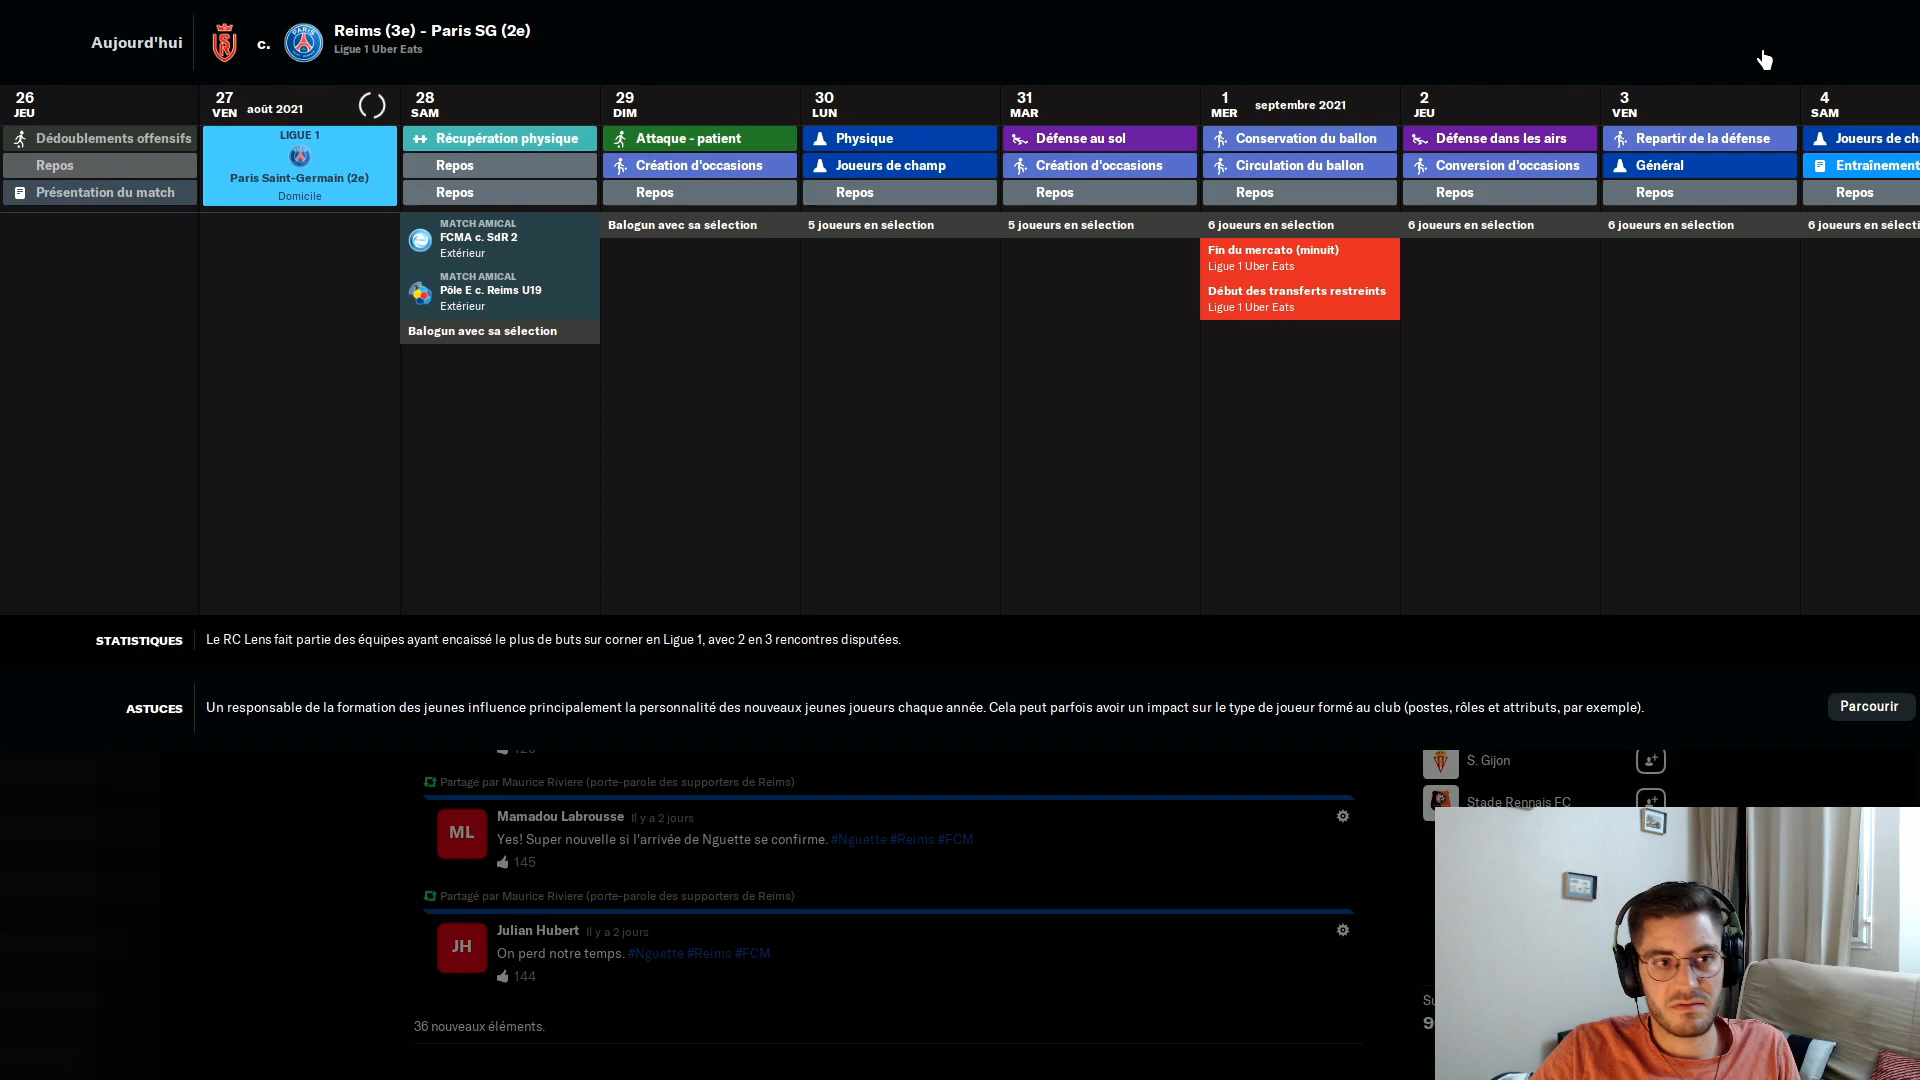 Aujourd'hui
c.
Reims (3e) - Paris SG (2e)
Ligue 1 Uber Eats
26
JEU
27
VEN
août 2021
28
SAM
29
DIM
30
LUN
31
MAR
1
MER
septembre 2021
2
JEU
3
VEN
4
SAM
Dédoublements offensifs
Repos
Présentation du match
LIGUE 1
Paris Saint-Germain (2e)
Domicile
Récupération physique
Repos
Repos
MATCH AMICAL
FCMA c. SdR 2
Extérieur
MATCH AMICAL
Pôle E c. Reims U19
Extérieur
Balogun avec sa sélection
Attaque - patient
Création d'occasions
Repos
Balogun avec sa sélection
Physique
Joueurs de champ
Repos
5 joueurs en sélection
Défense au sol
Création d'occasions
Repos
5 joueurs en sélection
Conservation du ballon
Circulation du ballon
Repos
6 joueurs en sélection
Fin du mercato (minuit)
Ligue 1 Uber Eats
Début des transferts restreints
Ligue 1 Uber Eats
Défense dans les airs
Conversion d'occasions
Repos
6 joueurs en sélection
Repartir de la défense
Général
Repos
6 joueurs en sélection
Joueurs de cha
Entraînement
Repos
6 joueurs en sélecti
STATISTIQUES
Le RC Lens fait partie des équipes ayant encaissé le plus de buts sur corner en Ligue 1, avec 2 en 3 rencontres disputées.
ASTUCES
Un responsable de la formation des jeunes influence principalement la personnalité des nouveaux jeunes joueurs chaque année. Cela peut parfois avoir un impact sur le type de joueur formé au club (postes, rôles et attributs, par exemple).
Parcourir
Partagé par Maurice Riviere (porte-parole des supporters de Reims)
ML
Mamadou Labrousse Il y a 2 jours
Yes! Super nouvelle si l'arrivée de Nguette se confirme. #Nguette #Reims #FCM
145
Partagé par Maurice Riviere (porte-parole des supporters de Reims)
JH
Julian Hubert Il y a 2 jours
On perd notre temps. #Nguette #Reims #FCM
144
36 nouveaux éléments.
S. Gijon
Stade Rennais FC